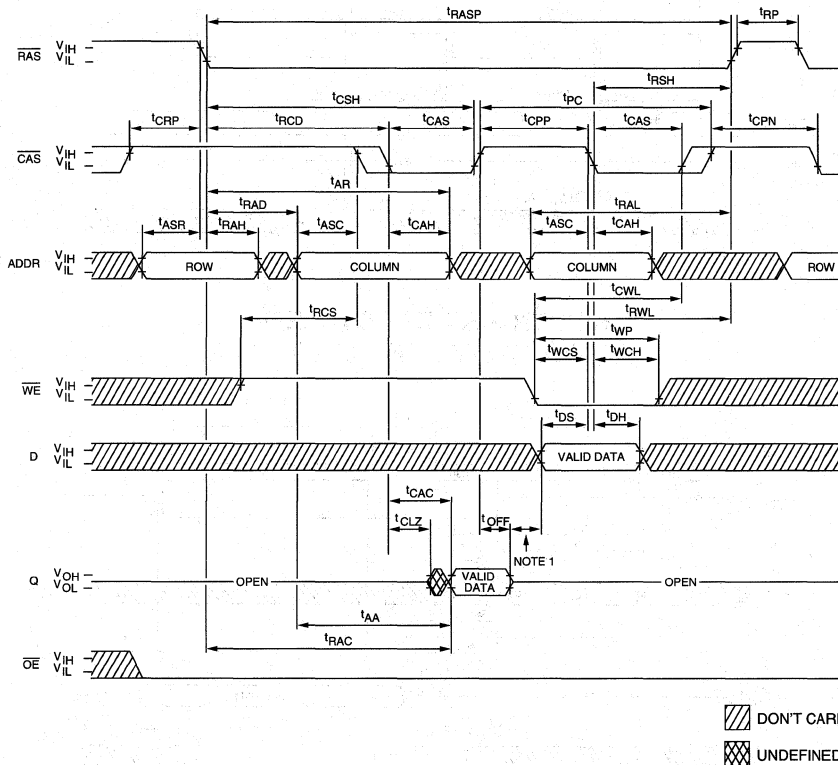 tRASP
tRP
RAS
VIH
VIL
tRSH
tCSH
tPC
tCRP
tRCD
tCAS
tCPP
tCAS
tCPN
CAS
VIH
VIL
tAR
tRAD
tRAL
tASR
tRAH
tASC
tCAH
tASC
tCAH
ADDR
VIH
VIL
ROW
COLUMN
COLUMN
ROW
tCWL
tRCS
tRWL
tWP
tWCS
tWCH
WE
VIH
VIL
tDS
tDH
D
VIH
VIL
VALID DATA
tCAC
tCLZ
tOFF
NOTE 1
Q
VOH
VOL
OPEN
VALID
DATA
OPEN
tAA
tRAC
OE
VIH
VIL
DON'T CAR
UNDEFINED